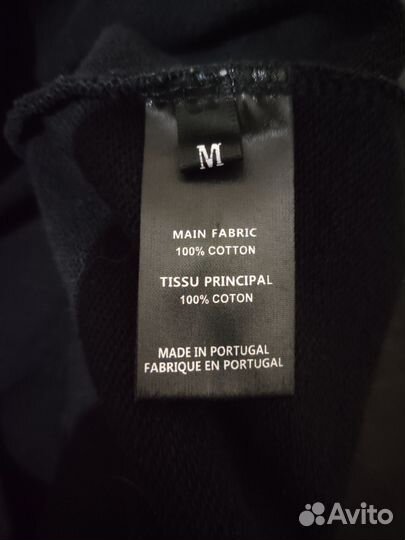 M
MAIN FABRIC
100% COTTON
TISSU PRINCIPAL
100% COTON
MADE IN PORTUGAL
FABRIQUE EN PORTUGAL
Avito